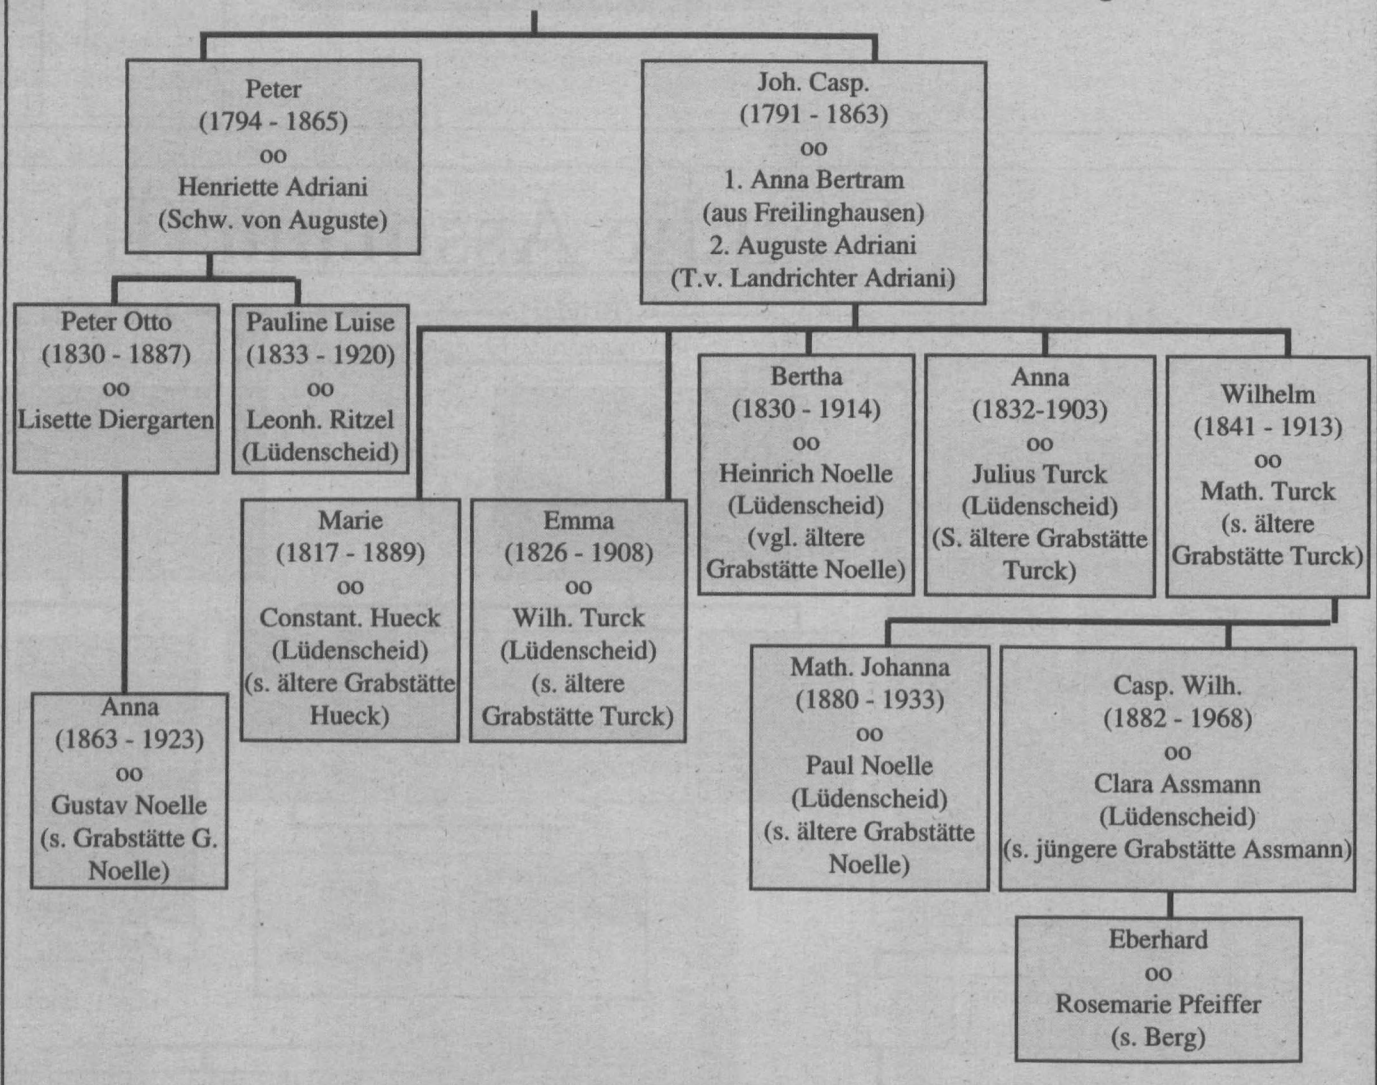 Peter
(1794 - 1865)
oo
Henriette Adriani
(Schw. von Auguste)
Joh. Casp.
(1791 - 1863)
oo
1. Anna Bertram
(aus Freilinghausen)
2. Auguste Adriani
(T.v. Landrichter Adriani)
Peter Otto
(1830 - 1887)
oo
Lisette Diergarten
Pauline Luise
(1833 - 1920)
oo
Leonh. Ritzel
(Lüdenscheid)
Bertha
(1830 - 1914)
oo
Heinrich Noelle
(Lüdenscheid)
(vgl. ältere
Grabstätte Noelle)
Anna
(1832-1903)
oo
Julius Turck
(Lüdenscheid)
(S. ältere Grabstätte
Turck)
Wilhelm
(1841 - 1913)
oo
Math. Turck
(s. ältere
Grabstätte Turck)
Marie
(1817 - 1889)
oo
Constant. Hueck
(Lüdenscheid)
(s. ältere Grabstätte
Hueck)
Emma
(1826 - 1908)
oo
Wilh. Turck
(Lüdenscheid)
(s. ältere
Grabstätte Turck)
Anna
(1863 - 1923)
oo
Gustav Noelle
(s. Grabstätte G.
Noelle)
Math. Johanna
(1880 - 1933)
oo
Paul Noelle
(Lüdenscheid)
(s. ältere Grabstätte
Noelle)
Casp. Wilh.
(1882 - 1968)
oo
Clara Assmann
(Lüdenscheid)
(s. jüngere Grabstätte Assmann)
Eberhard
oo
Rosemarie Pfeiffer
(s. Berg)